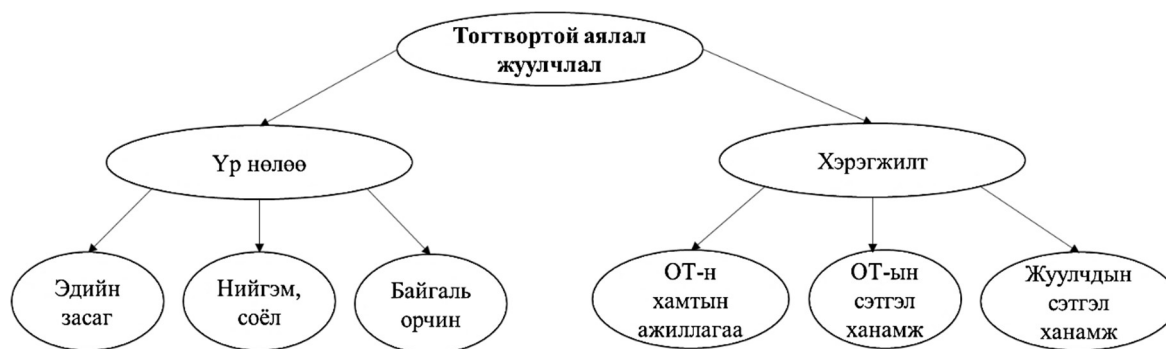 Тогтвортой аялал
жуулчлал
Үр нөлөө
Хэрэгжилт
Эдийн
засаг
Нийгэм,
соёл
Байгаль
орчин
ОТ-н
хамтын
ажиллагаа
ОТ-ын
сэтгэл
ханамж
Жуулчдын
сэтгэл
ханамж